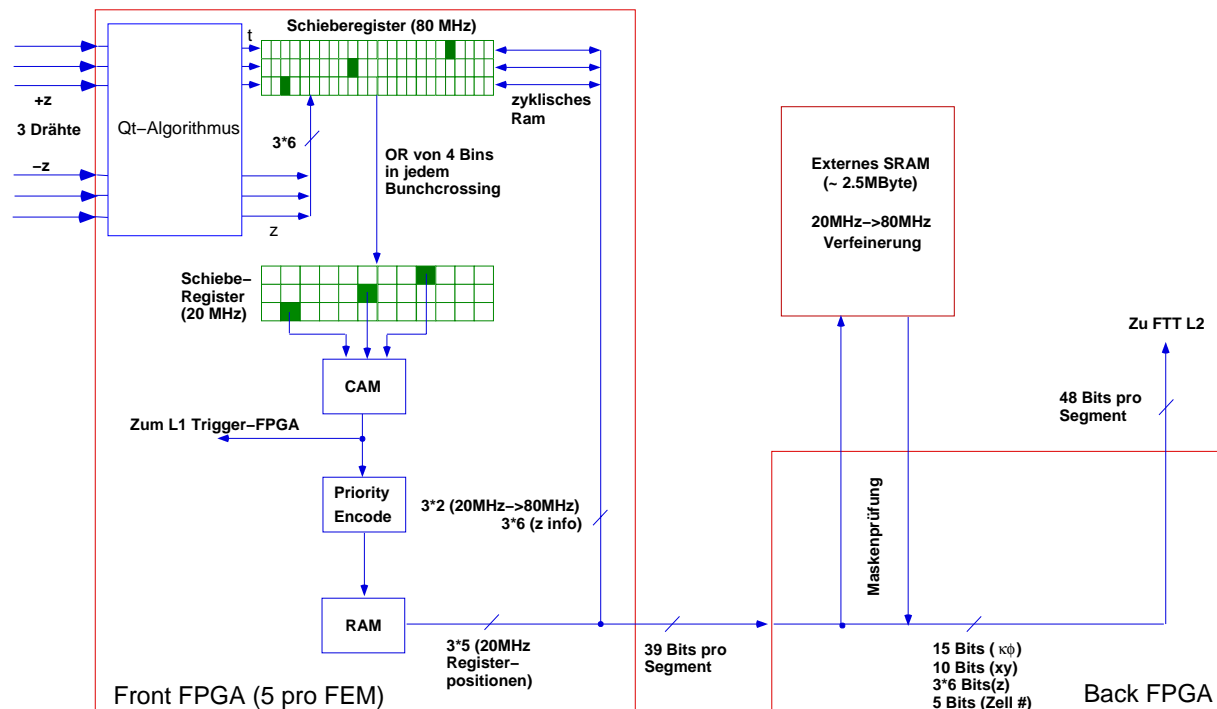 Schieberegister (80 MHz)
t
+z
3 Drähte
−z
Qt−Algorithmus
z
3*6
zyklisches
Ram
OR von 4 Bins
in jedem
Bunchcrossing
Schiebe−
Register
(20 MHz)
CAM
Zum L1 Trigger−FPGA
Priority
Encode
3*2 (20MHz−>80MHz)
3*6 (z info)
RAM
3*5 (20MHz
Register−
positionen)
39 Bits pro
Segment
Front FPGA (5 pro FEM)
Externes SRAM
(~ 2.5MByte)
20MHz−>80MHz
Verfeinerung
Zu FTT L2
48 Bits pro
Segment
Maskenprüfung
15 Bits ( κϕ)
10 Bits (xy)
3*6 Bits(z)
5 Bits (Zell #)
Back FPGA